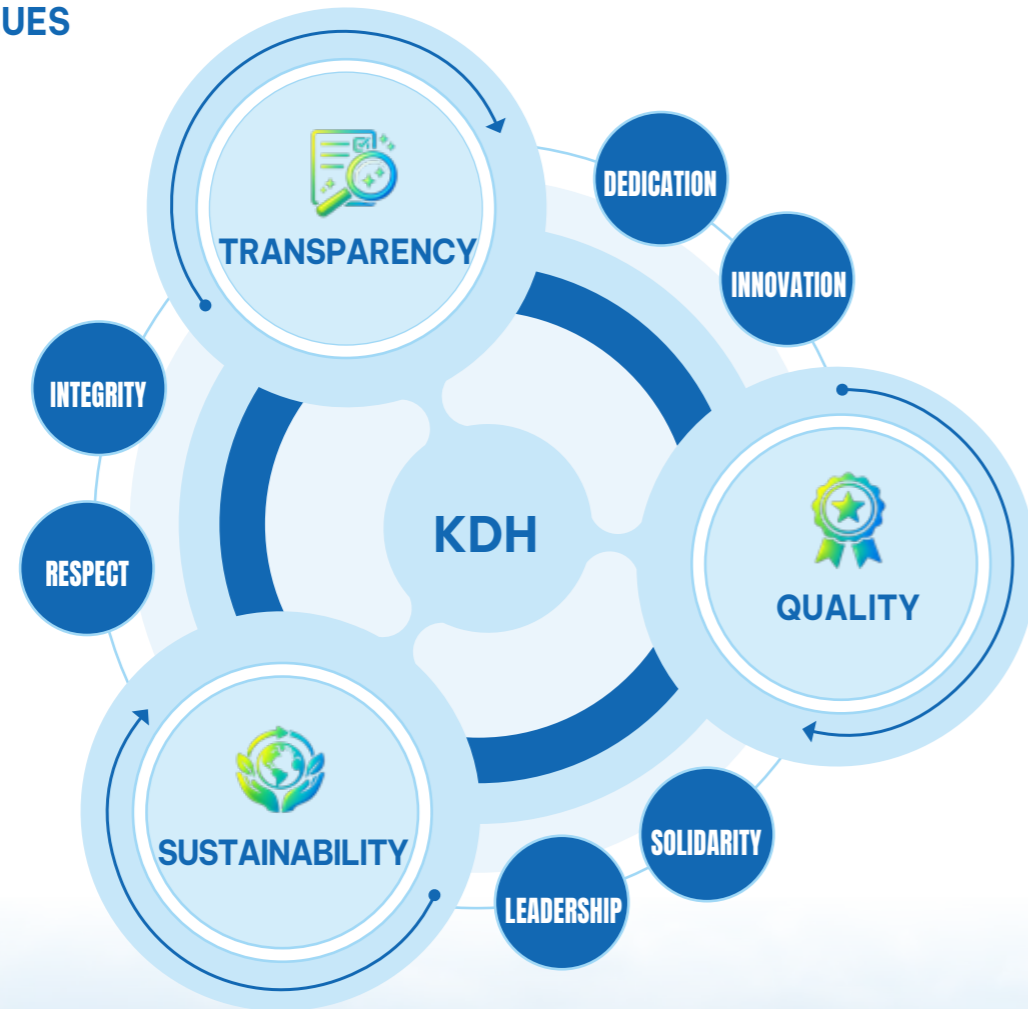 UES
TRANSPARENCY
DEDICATION
INNOVATION
INTEGRITY
KDH
RESPECT
QUALITY
SUSTAINABILITY
SOLIDARITY
LEADERSHIP